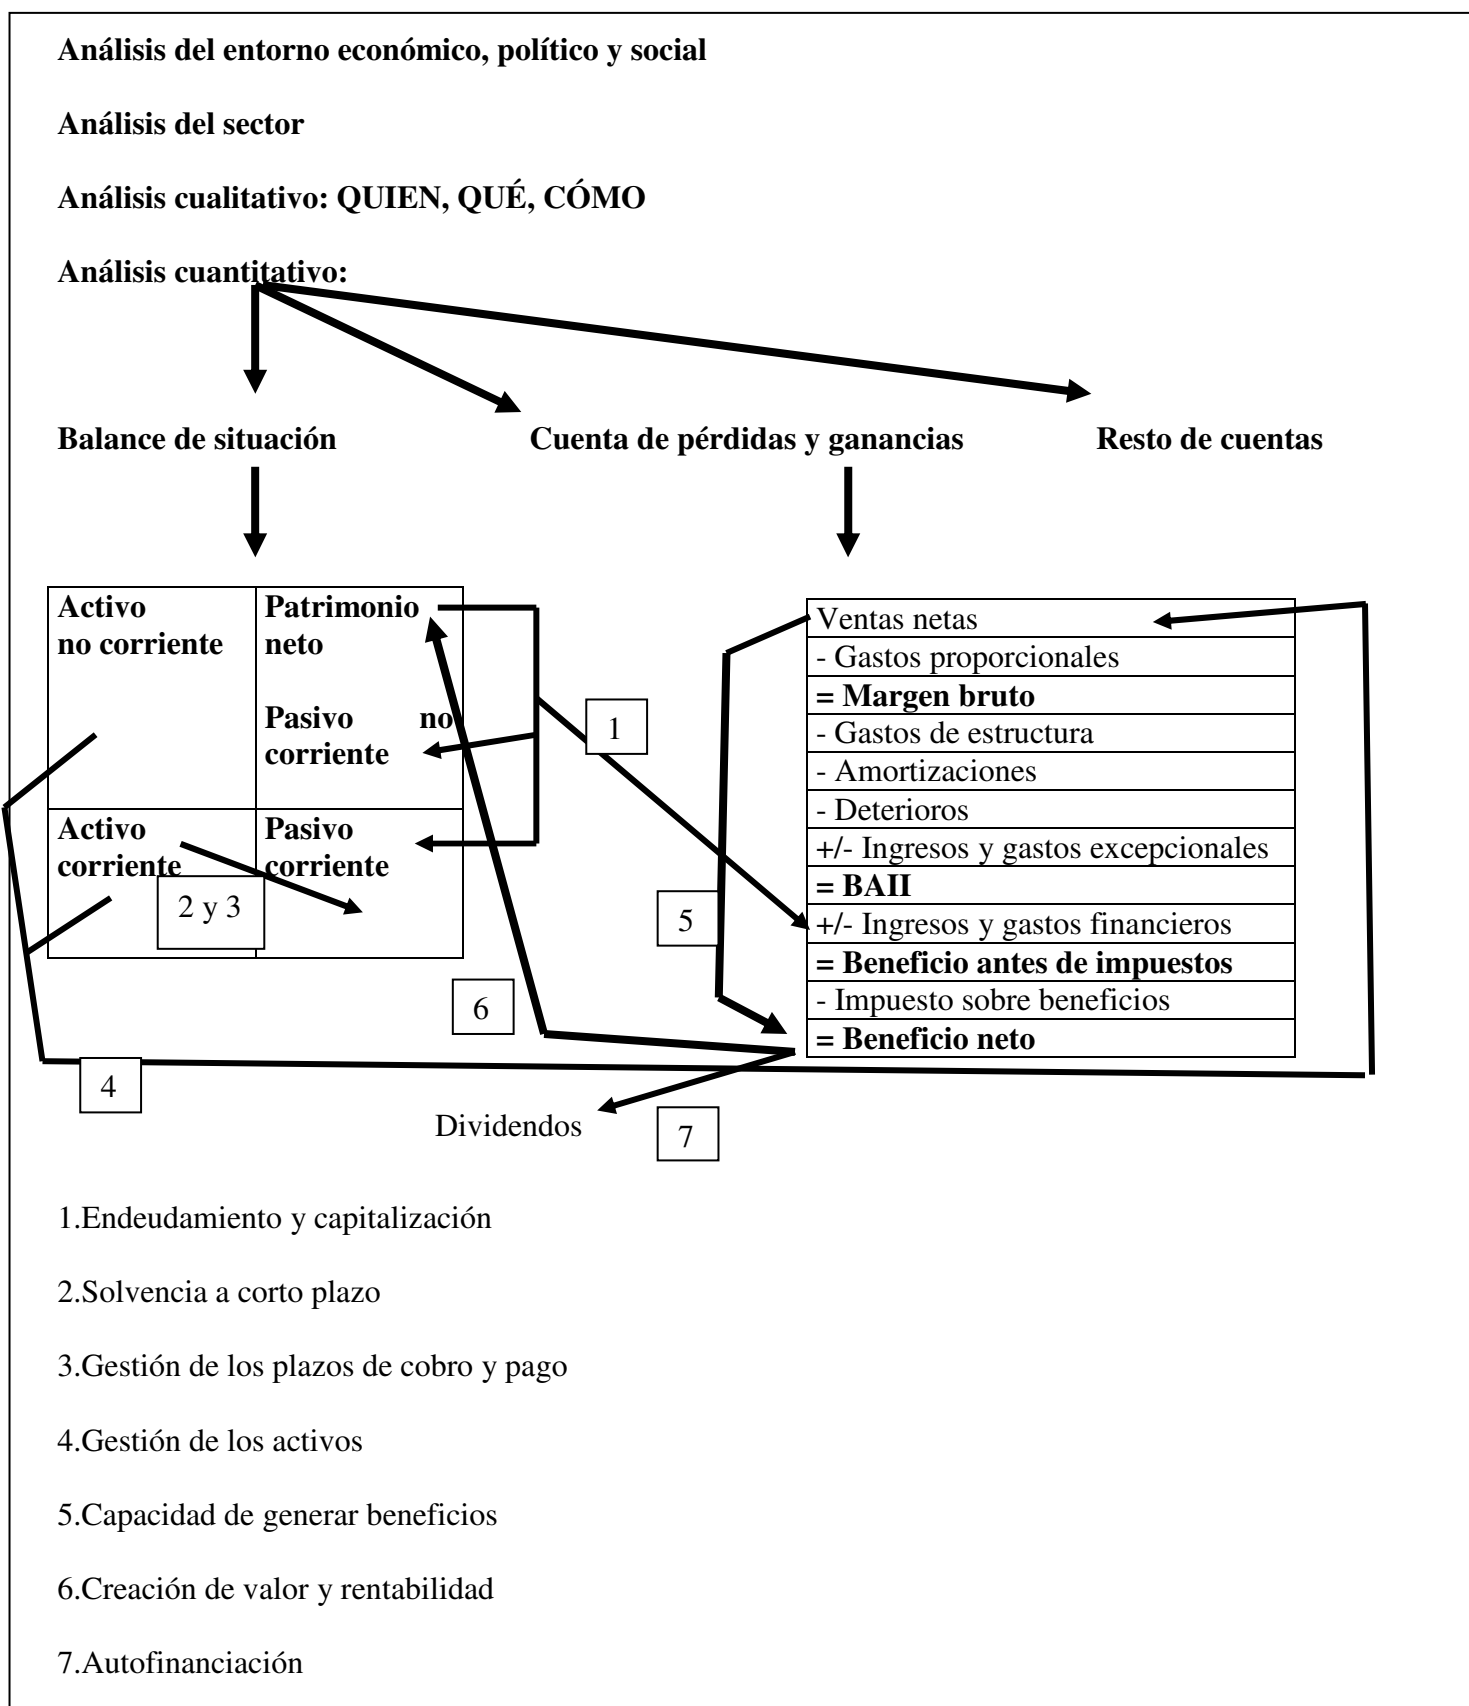 Análisis del entorno económico, político y social
Análisis del sector
Análisis cualitativo: QUIEN, QUÉ, CÓMO
Análisis cuantitativo:
Balance de situación
Cuenta de pérdidas y ganancias
Resto de cuentas
Activo
no corriente
Patrimonio
neto
Pasivo no
corriente
Activo
corriente
Pasivo
corriente
1
2 y 3
5
6
4
7
Ventas netas
- Gastos proporcionales
= Margen bruto
- Gastos de estructura
- Amortizaciones
- Deterioros
+/- Ingresos y gastos excepcionales
= BAII
+/- Ingresos y gastos financieros
= Beneficio antes de impuestos
- Impuesto sobre beneficios
= Beneficio neto
Dividendos
1.Endeudamiento y capitalización
2.Solvencia a corto plazo
3.Gestión de los plazos de cobro y pago
4.Gestión de los activos
5.Capacidad de generar beneficios
6.Creación de valor y rentabilidad
7.Autofinanciación